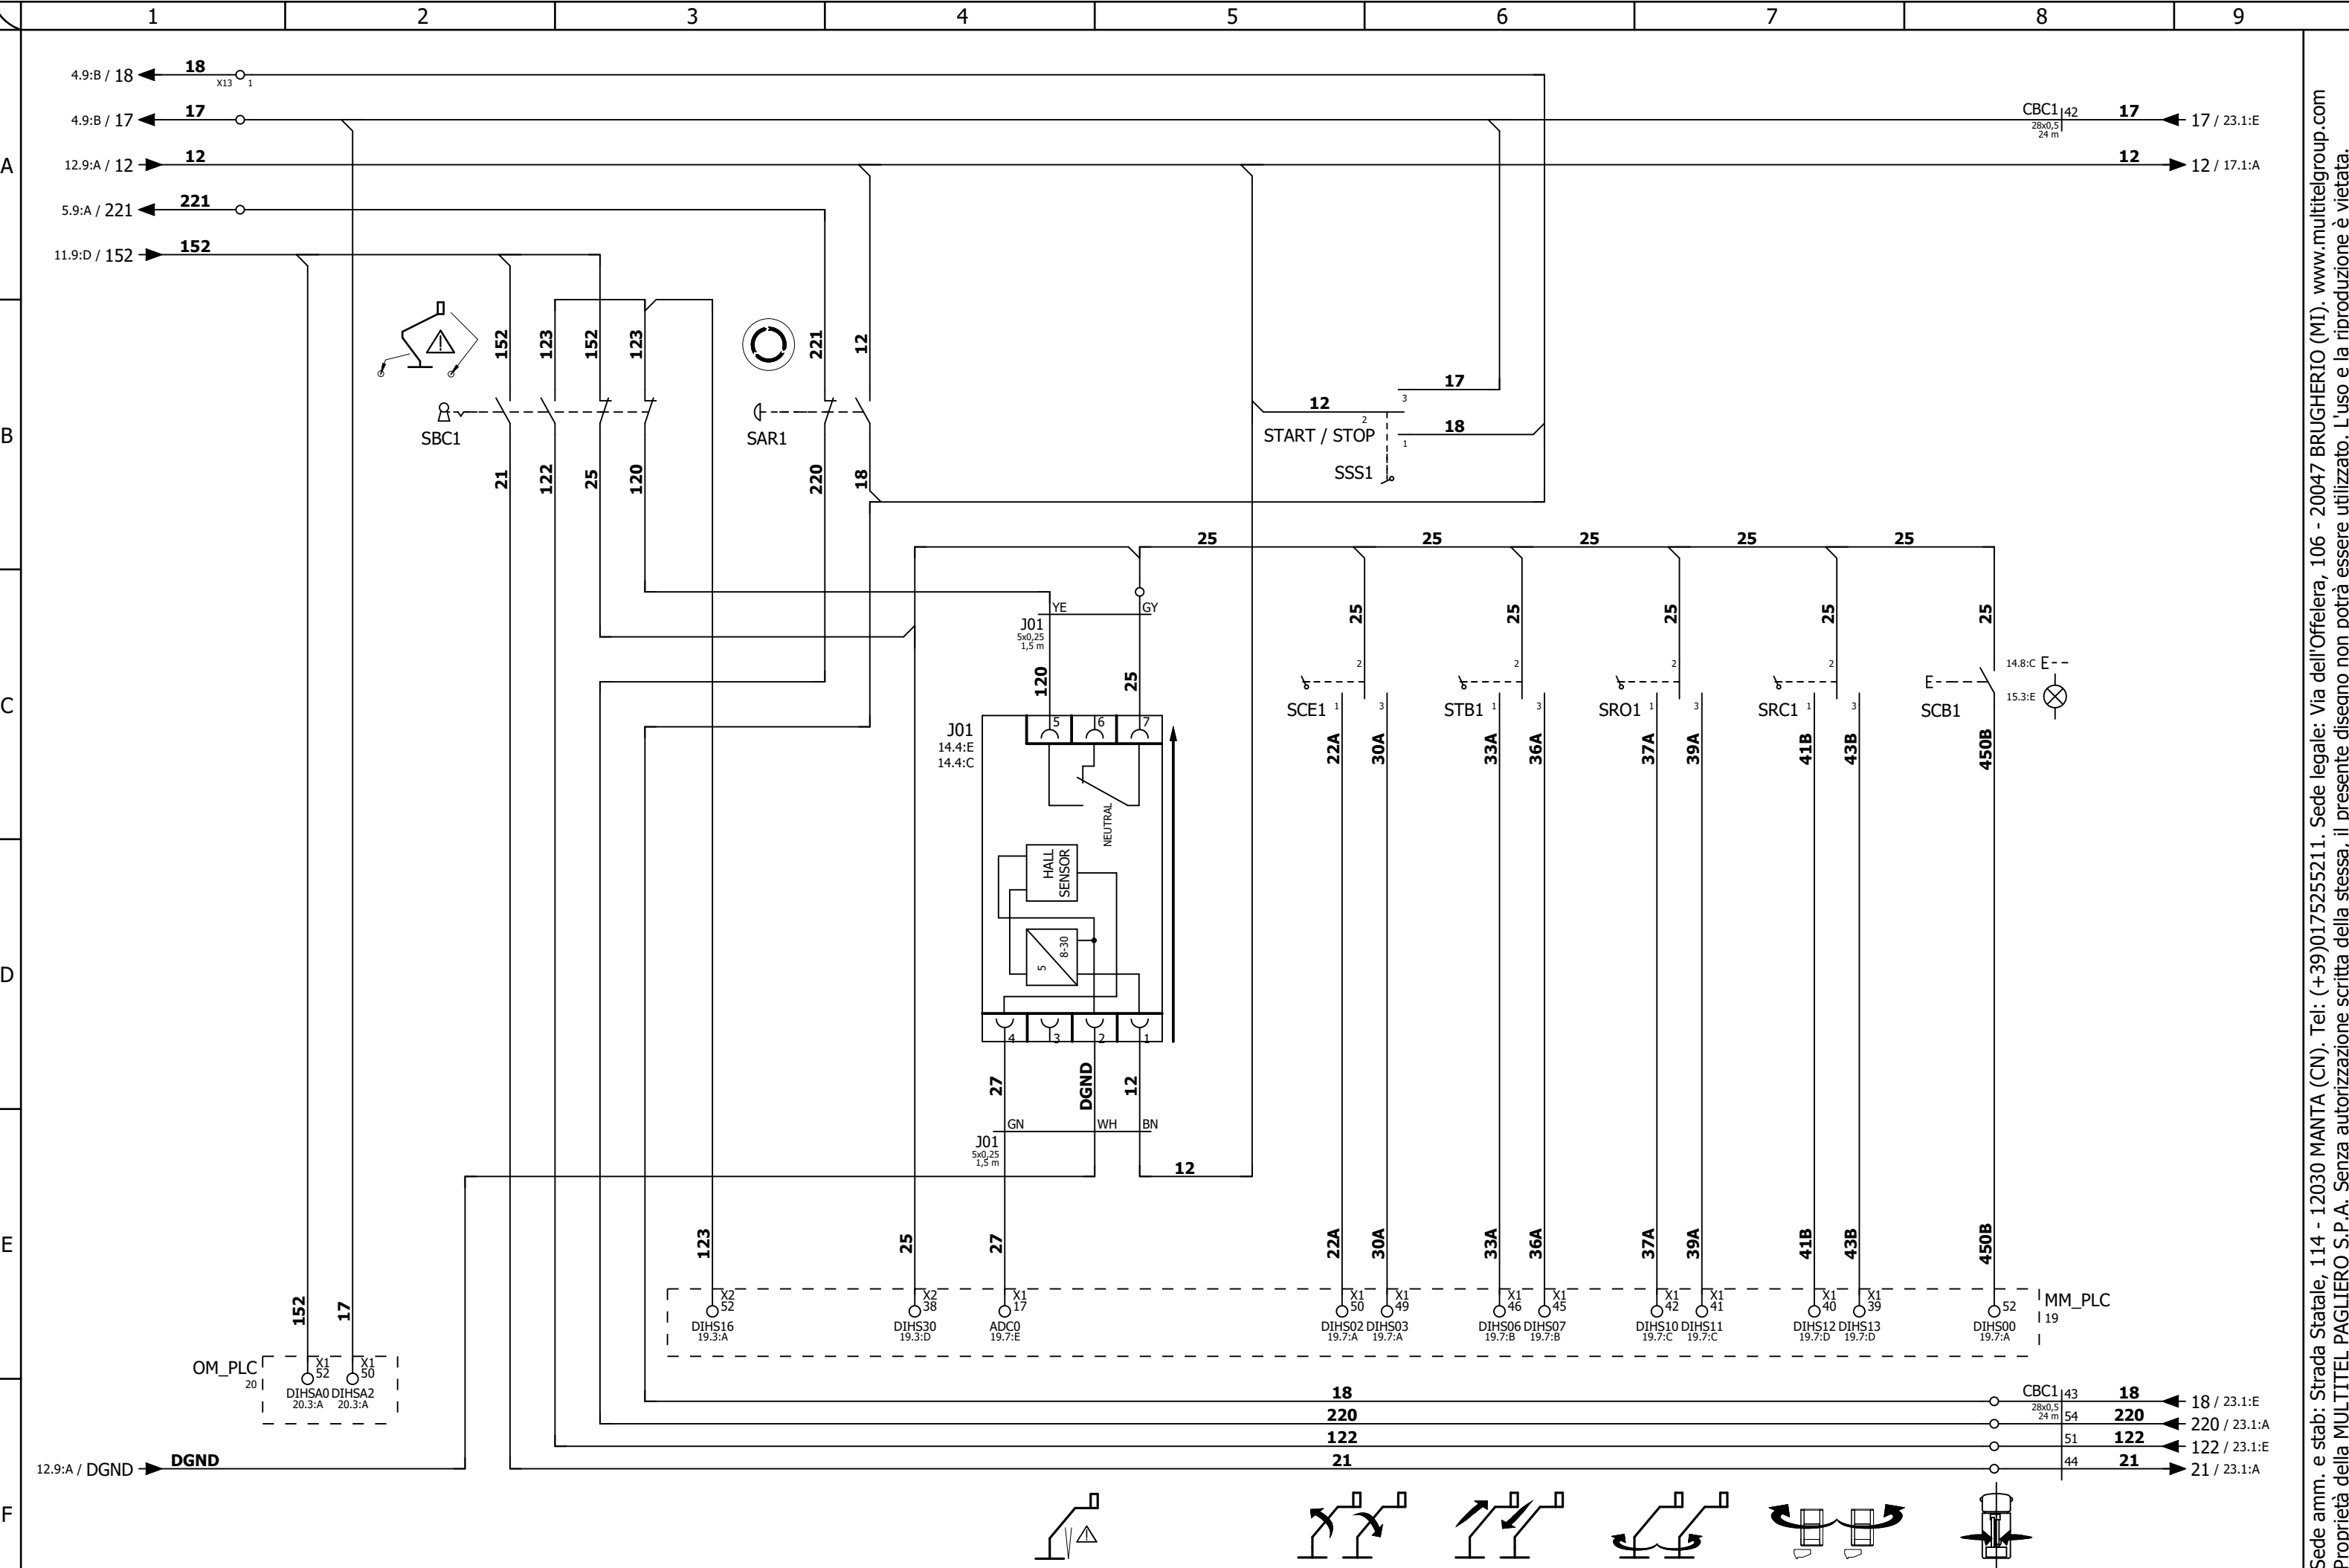 1 2 3 4 5 6 7 8 9
4.9:B / 18 18
X13 1
4.9:B / 17 17
CBC1 42 17 17 / 23.1:E
28x0,5
24 m
A
12.9:A / 12 12
12 12 / 17.1:A
5.9:A / 221 221
11.9:D / 152 152
152 123 152 123 221 12
17
3
12
2
B
SBC1 SAR1
START / STOP
18
1
SSS1
21 122 25 120 220 18
25 25 25 25 25
YE GY
J01
5x0,25
1,5 m
25 25 25 25 25
120 25
2 2 2 2
14.8:C
15.3:E
C
SCE1 1 3
STB1 1 3
SRO1 1 3
SRC1 1 3
SCB1
J01
14.4:E
14.4:C
5 6 7
22A 30A 33A 36A 37A 39A 41B 43B 450B
NEUTRAL
HALL
SENSOR
D
5 8-30
4 3 2 1
27 DGND 12
GN WH BN
J01
5x0,25
1,5 m
12
E
123 25 27 22A 30A 33A 36A 37A 39A 41B 43B 450B
152 17
X2 X2 X1 X1 X1 X1 X1 X1 X1 X1 X1
52 38 17 50 49 46 45 42 41 40 39 52
DIHS16 DIHS30 ADC0 DIHS02 DIHS03 DIHS06 DIHS07 DIHS10 DIHS11 DIHS12 DIHS13 DIHS00
19.3:A 19.3:D 19.7:E 19.7:A 19.7:A 19.7:B 19.7:B 19.7:C 19.7:C 19.7:D 19.7:D 19.7:A
MM_PLC
19
OM_PLC
20
X1 X1
52 50
DIHSA0 DIHSA2
20.3:A 20.3:A
18 CBC1 43 18 18 / 23.1:E
28x0,5
24 m
220 54 220 220 / 23.1:A
122 51 122 122 / 23.1:E
12.9:A / DGND DGND
21 44 21 21 / 23.1:A
F
Sede amm. e stab: Strada Statale, 114 - 12030 MANTA (CN). Tel: (+39)0175255211. Sede legale: Via dell'Offelera, 106 - 20047 BRUGHERIO (MI). www.multitelgroup.com
Proprietà della MULTITEL PAGLIERO S.P.A. Senza autorizzazione scritta della stessa, il presente disegno non potrà essere utilizzato. L'uso e la riproduzione è vietata.